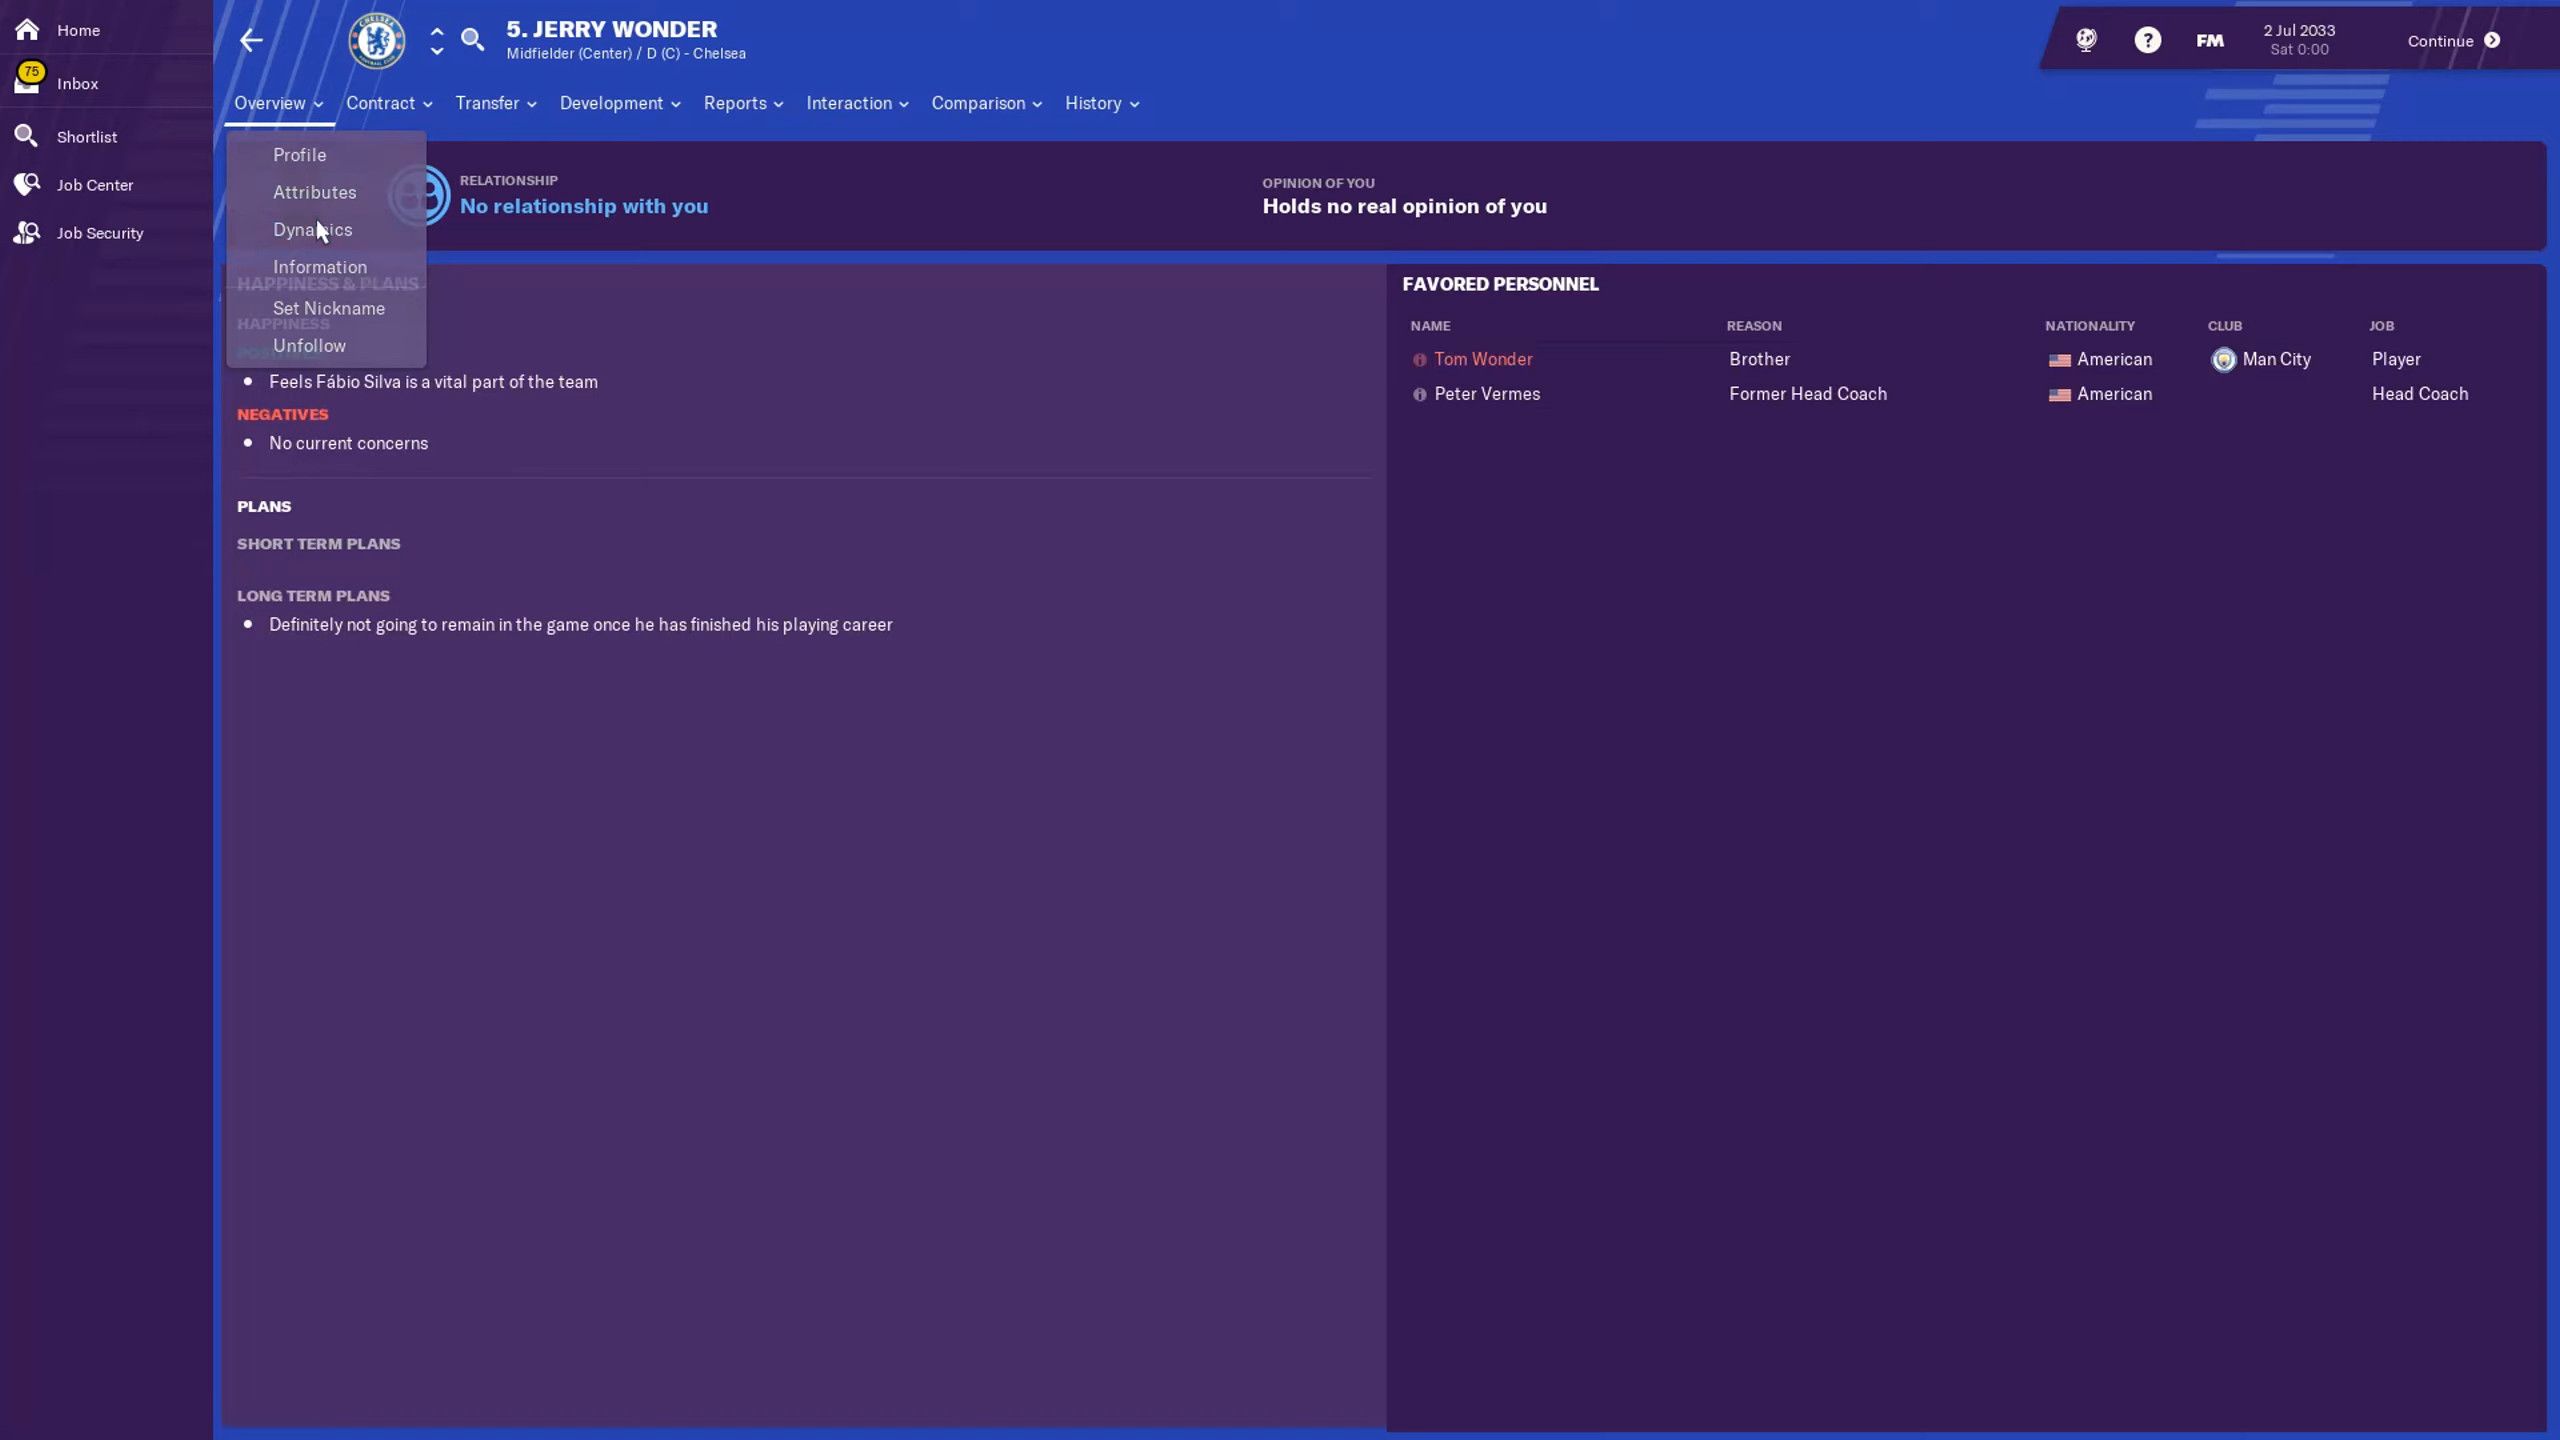 Home
75
Inbox
Shortlist
Job Center
Job Security
5. JERRY WONDER
Midfielder (Center) / D (C) - Chelsea
FM
2 Jul 2033
Sat 0:00
Continue
Overview
Contract
Transfer
Development
Reports
Interaction
Comparison
History
Profile
Attributes
Dynamics
Information
Set Nickname
Unfollow
RELATIONSHIP
No relationship with you
OPINION OF YOU
Holds no real opinion of you
HAPPINESS & PLANS
HAPPINESS
POSITIVES
Feels Fábio Silva is a vital part of the team
NEGATIVES
No current concerns
PLANS
SHORT TERM PLANS
LONG TERM PLANS
Definitely not going to remain in the game once he has finished his playing career
FAVORED PERSONNEL
NAME REASON NATIONALITY CLUB JOB
Tom Wonder Brother American Man City Player
Peter Vermes Former Head Coach American Head Coach